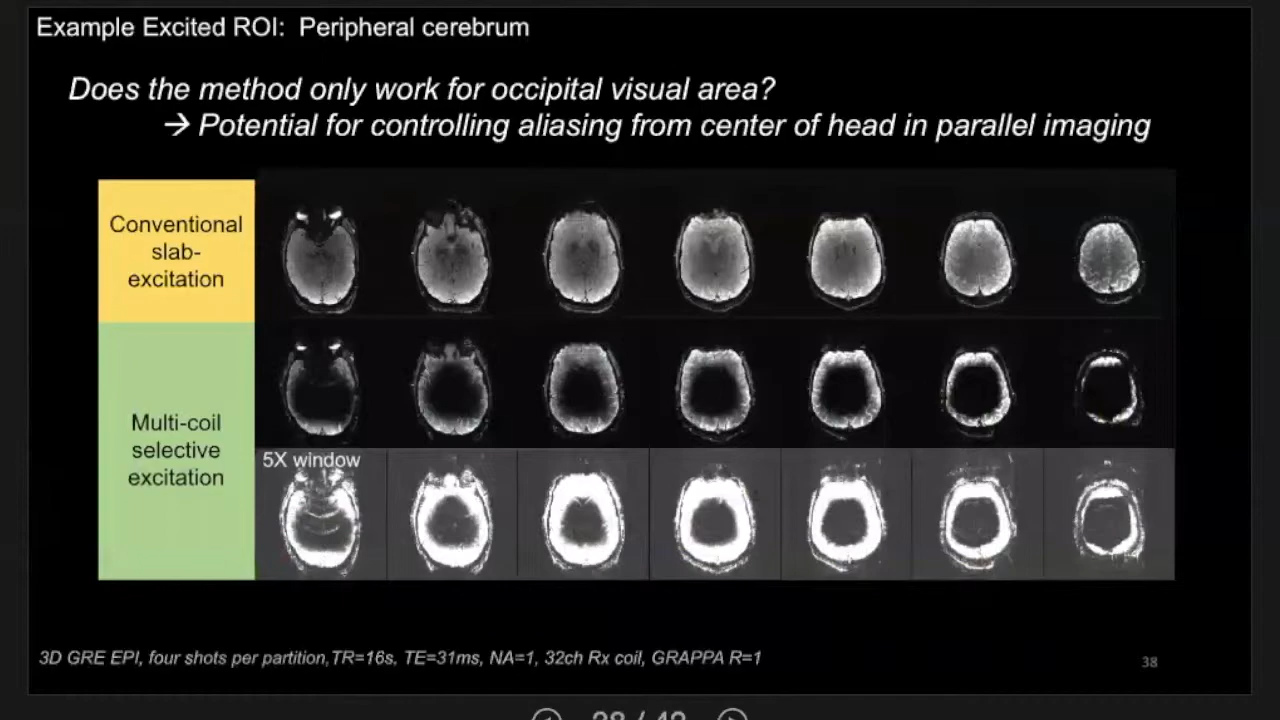 Example Excited ROI: Peripheral cerebrum
Does the method only work for occipital visual area?
→ Potential for controlling aliasing from center of head in parallel imaging
Conventional
slab-
excitation
Multi-coil
selective
excitation
5X window
3D GRE EPI, four shots per partition, TR=16s, TE=31ms, NA=1, 32ch Rx coil, GRAPPA R=1
38